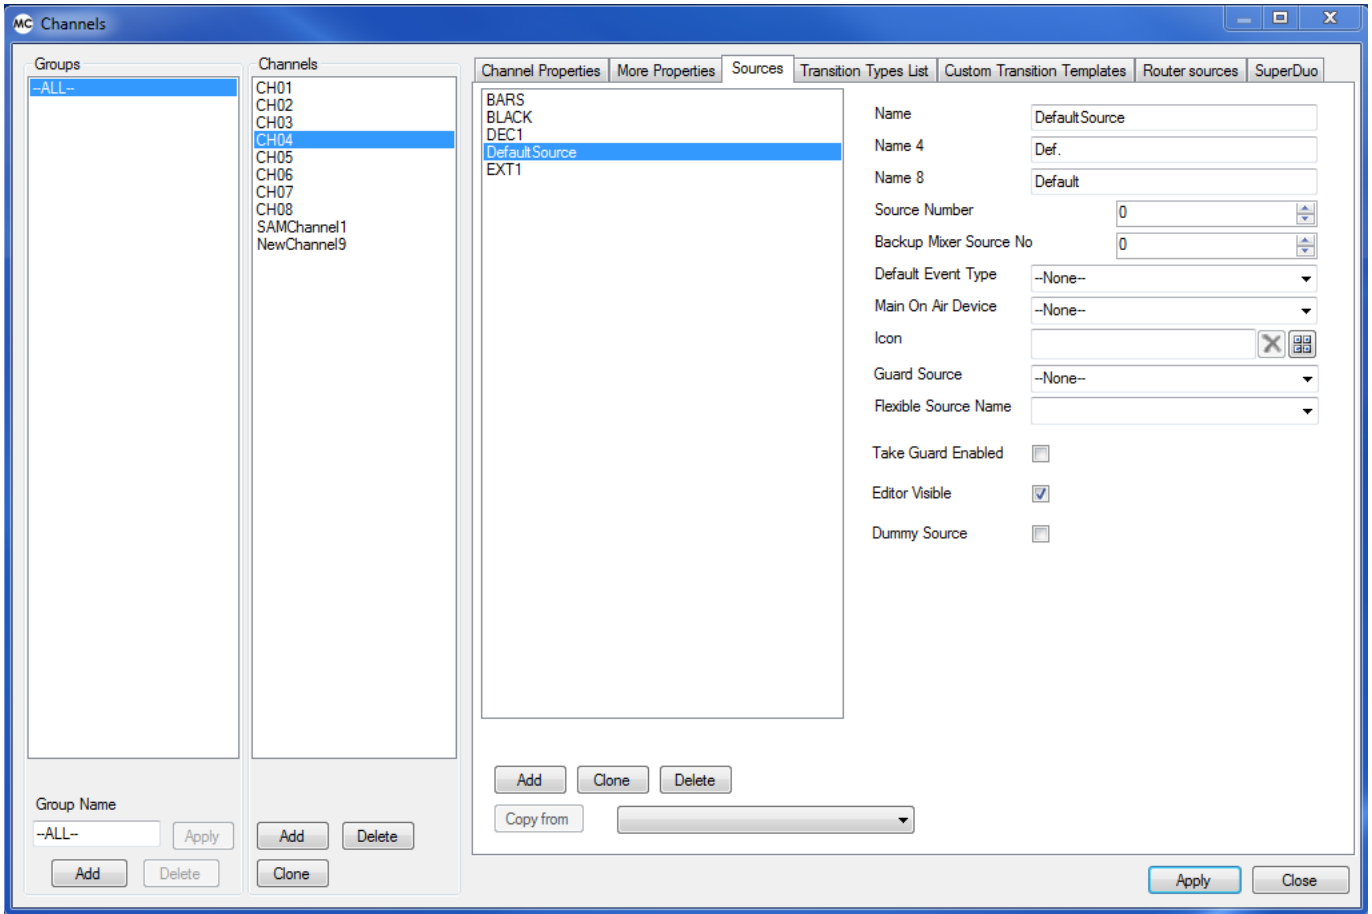 MC Channels
Groups
--ALL--
Group Name
--ALL--
Apply
Add
Delete
Channels
CH01
CH02
CH03
CH04
CH05
CH06
CH07
CH08
SAMChannel1
NewChannel9
Add
Delete
Clone
Channel Properties
More Properties
Sources
Transition Types List
Custom Transition Templates
Router sources
SuperDuo
BARS
BLACK
DEC1
DefaultSource
EXT1
Name
DefaultSource
Name 4
Def.
Name 8
Default
Source Number
0
Backup Mixer Source No
0
Default Event Type
--None--
Main On Air Device
--None--
Icon
Guard Source
--None--
Flexible Source Name
Take Guard Enabled
Editor Visible
Dummy Source
Add
Clone
Delete
Copy from
Apply
Close